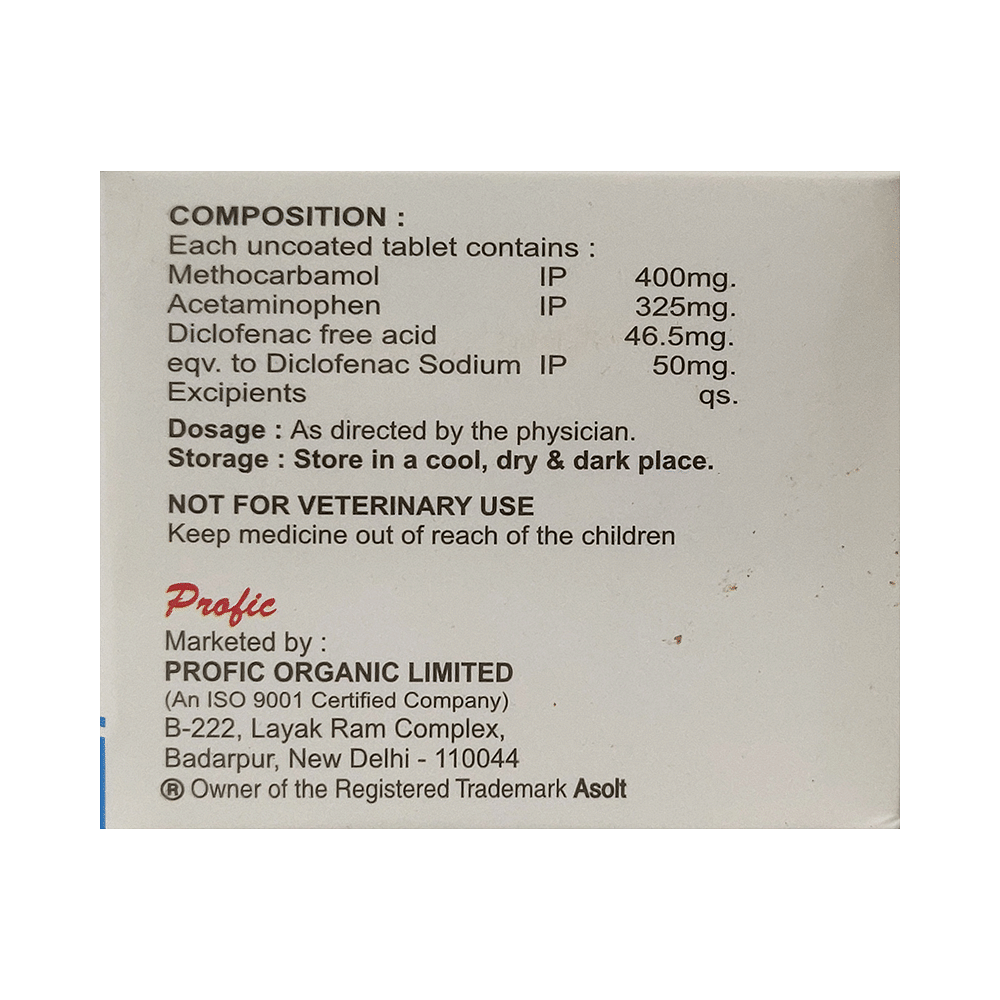 COMPOSITION :
Each uncoated tablet contains :
Methocarbamol IP 400mg.
Acetaminophen IP 325mg.
Diclofenac free acid 46.5mg.
eqv. to Diclofenac Sodium IP 50mg.
Excipients qs.
Dosage : As directed by the physician.
Storage : Store in a cool, dry & dark place.
NOT FOR VETERINARY USE
Keep medicine out of reach of the children
Profic
Marketed by :
PROFIC ORGANIC LIMITED
(An ISO 9001 Certified Company)
B-222, Layak Ram Complex,
Badarpur, New Delhi - 110044
® Owner of the Registered Trademark Asolt